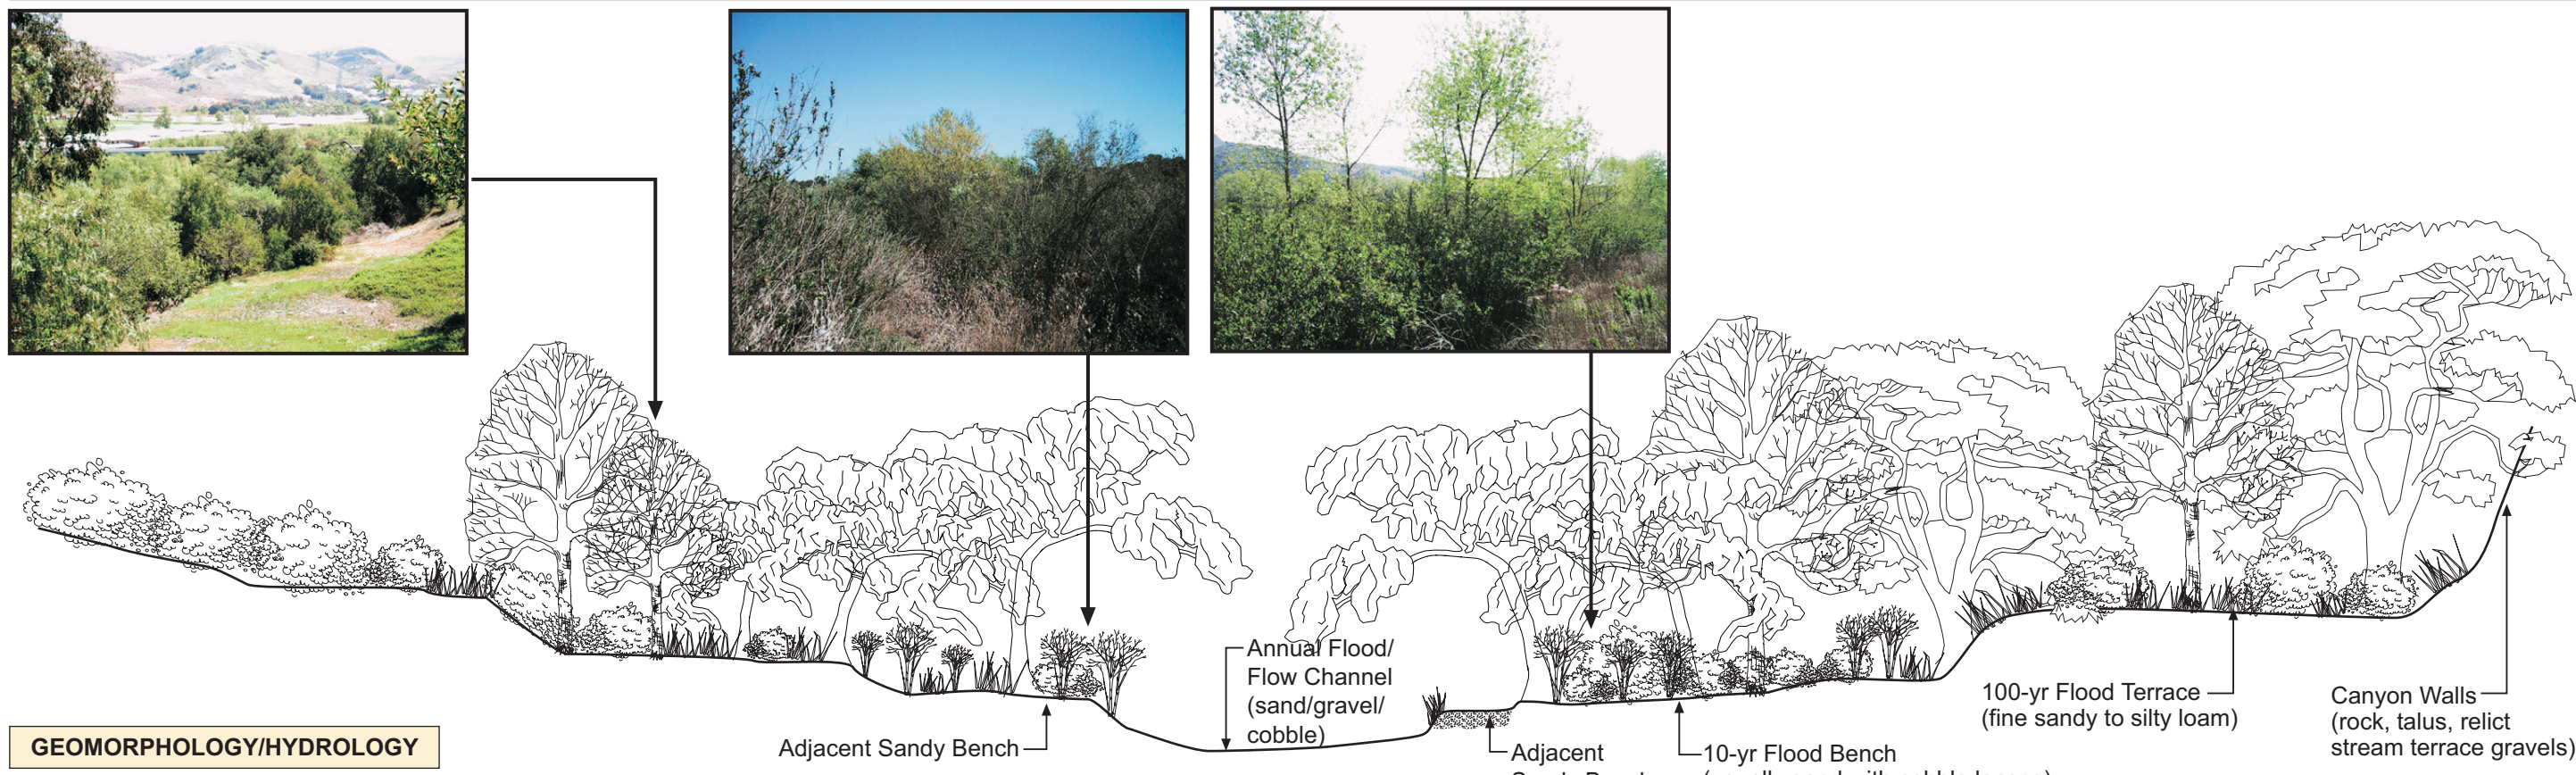 GEOMORPHOLOGY/HYDROLOGY
Adjacent Sandy Bench
Annual Flood/
Flow Channel
(sand/gravel/
cobble)
Adjacent
10-yr Flood Bench
100-yr Flood Terrace
(fine sandy to silty loam)
Canyon Walls
(rock, talus, relict
stream terrace gravels)